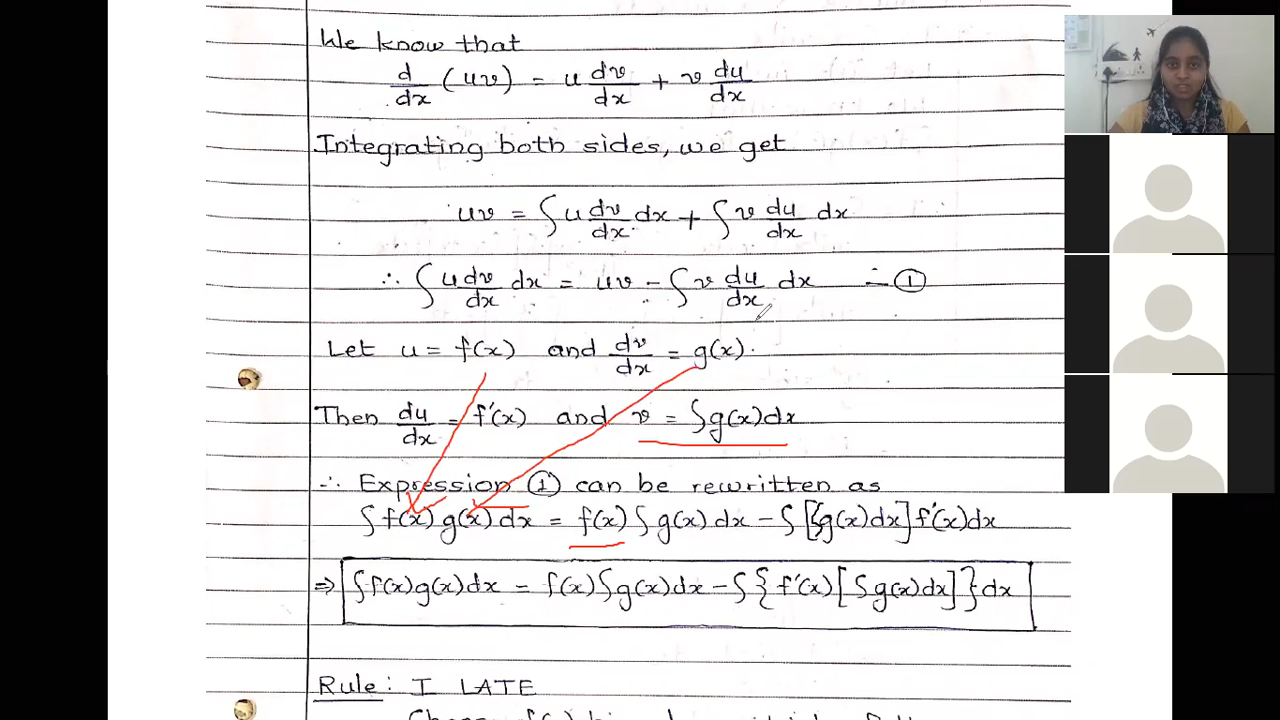 We know that
d/dx (uv) = u dv/dx + v du/dx
Integrating both sides, we get
uv = ∫ u dv/dx dx + ∫ v du/dx dx
∴ ∫ u dv/dx dx = uv − ∫ v du/dx dx — ①
Let u = f(x) and dv/dx = g(x).
Then du/dx = f'(x) and v = ∫g(x)dx
∴ Expression ① can be rewritten as
∫ f(x) g(x) dx = f(x) ∫ g(x) dx − ∫ [∫g(x)dx] f'(x)dx
⇒ ∫f(x)g(x)dx = f(x)∫g(x)dx − ∫ { f'(x) [∫g(x)dx] } dx
Rule: I LATE